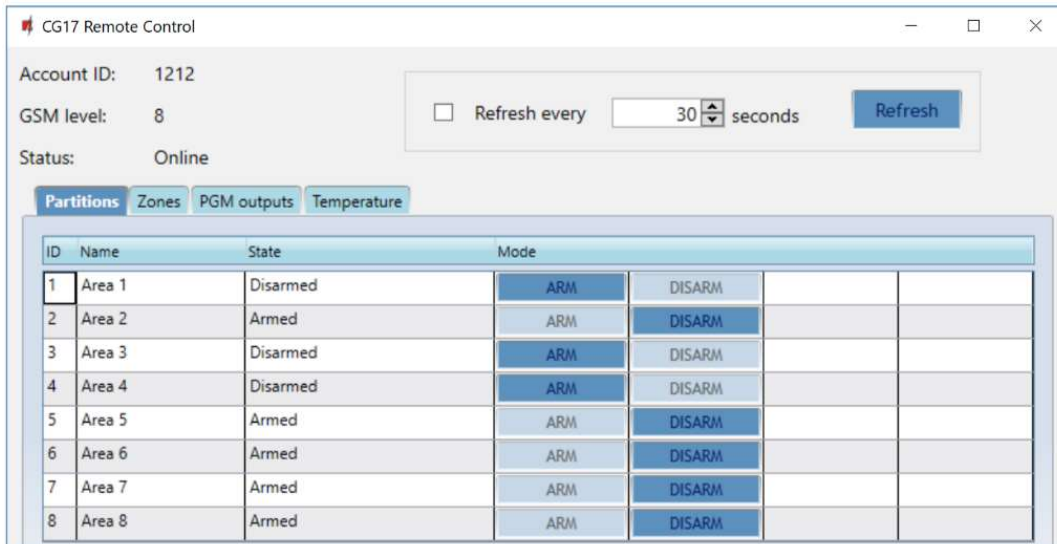 CG17 Remote Control
Account ID: 1212
GSM level: 8
Refresh every 30 seconds Refresh
Status: Online
Partitions Zones PGM outputs Temperature
ID Name State Mode
1 Area 1 Disarmed ARM DISARM
2 Area 2 Armed ARM DISARM
3 Area 3 Disarmed ARM DISARM
4 Area 4 Disarmed ARM DISARM
5 Area 5 Armed ARM DISARM
6 Area 6 Armed ARM DISARM
7 Area 7 Armed ARM DISARM
8 Area 8 Armed ARM DISARM